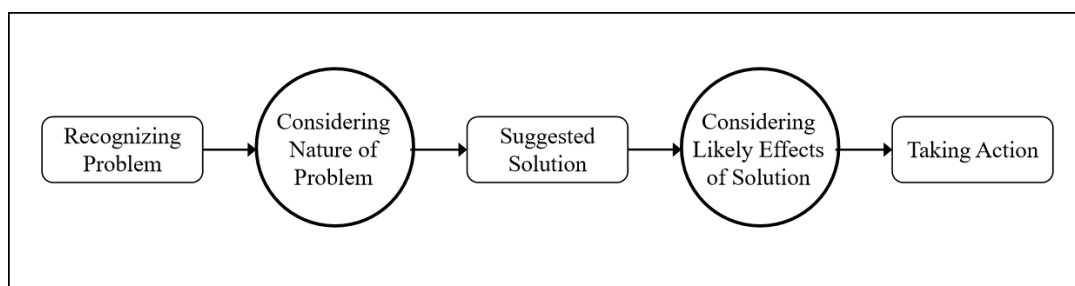 Recognizing
Problem
Considering
Nature of
Problem
Suggested
Solution
Considering
Likely Effects
of Solution
Taking Action